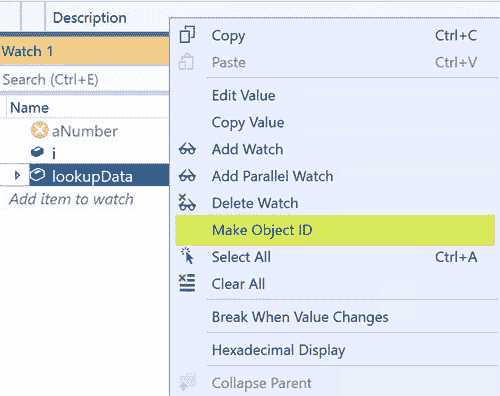 Description
Watch 1
Search (Ctrl+E)
Name
aNumber
i
lookupData
Add item to watch
Copy Ctrl+C
Paste Ctrl+V
Edit Value
Copy Value
Add Watch
Add Parallel Watch
Delete Watch
Make Object ID
Select All Ctrl+A
Clear All
Break When Value Changes
Hexadecimal Display
Collapse Parent